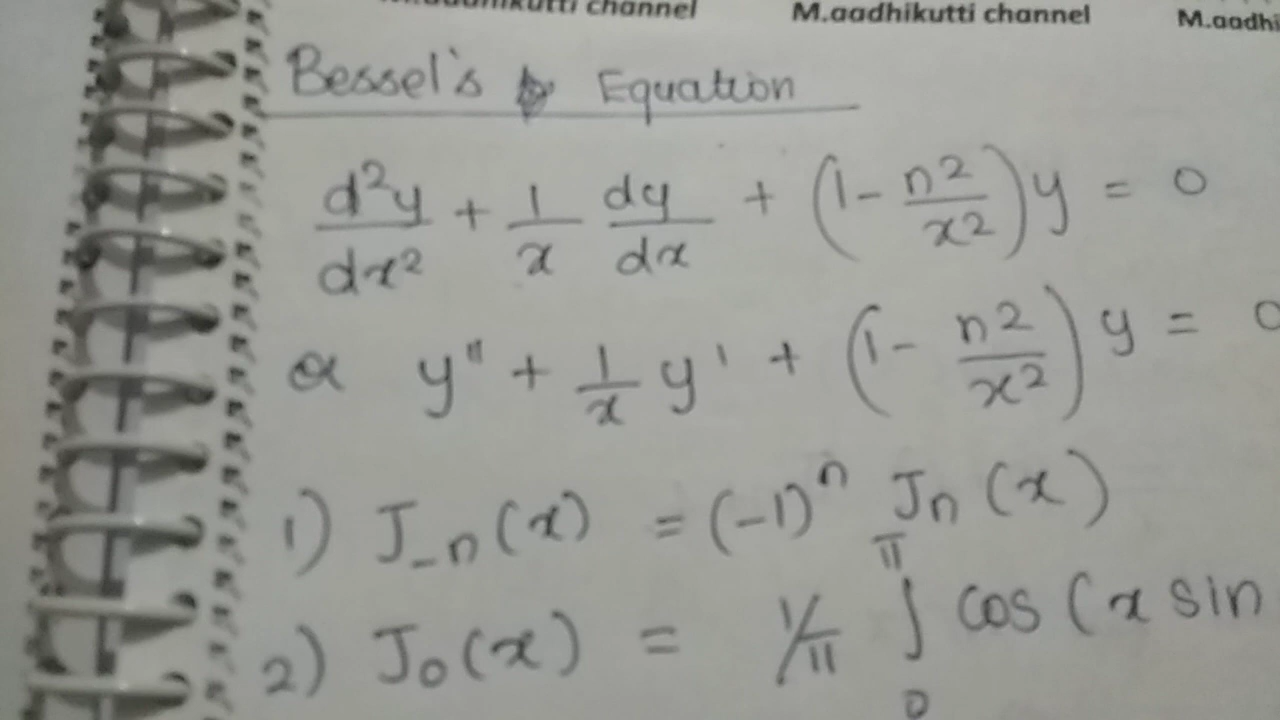 M.aadhikutti channel M.aadhikutti channel M.aadhi
Bessel's Equation
d²y/dx² + 1/x dy/dx + (1 - n²/x²)y = 0
or y" + 1/x y' + (1 - n²/x²) y = 0
1) J₋ₙ(x) = (-1)ⁿ Jₙ(x)
2) J₀(x) = 1/π ∫₀^π cos (x sin